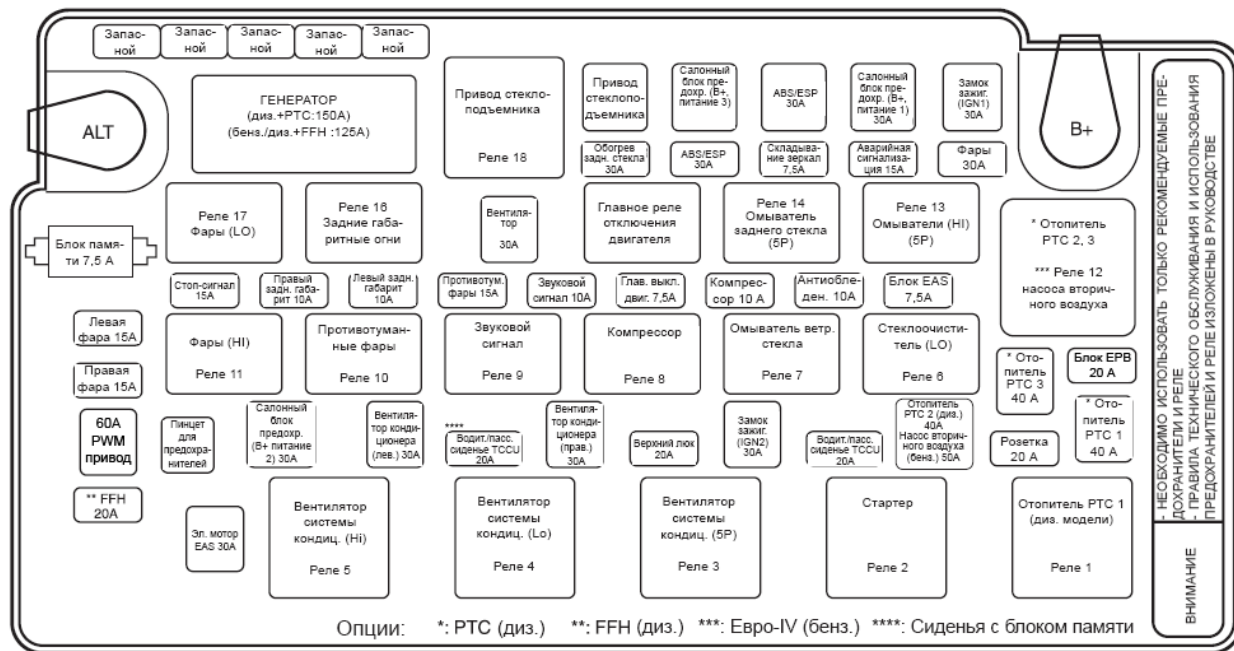 Запас-
ной
Запас-
ной
Запас-
ной
Запас-
ной
Запас-
ной
ALT
ГЕНЕРАТОР
(диз.+PTC:150A)
(бенз./диз.+FFH :125A)
Привод стекло-
подъемника
Реле 18
Привод
стеклопо-
дъемника
Салонный
блок пре-
дохр. (B+,
питание 3)
ABS/ESP
30A
Салонный
блок пре-
дохр. (B+,
питание 1)
30A
Замок
зажиг.
(IGN1)
30A
B+
Обогрев
задн. стекла
30A
ABS/ESP
30A
Складыва-
ние зеркал
7,5A
Аварийная
сигнализа-
ция 15A
Фары
30A
Реле 17
Фары (LO)
Реле 16
Задние габа-
ритные огни
Вентиля-
тор
30A
Главное реле
отключения
двигателя
Реле 14
Омыватель
заднего стекла
(5P)
Реле 13
Омыватели (HI)
(5P)
* Отопитель
PTC 2, 3
*** Реле 12
насоса вторич-
ного воздуха
Блок памя-
ти 7,5 A
Стоп-сигнал
15A
Правый
задн. габа-
рит 10A
Левый задн.
габарит
10A
Противотум.
фары 15A
Звуковой
сигнал 10A
Глав. выкл.
двиг. 7,5A
Компрес-
сор 10 A
Антиобле-
ден. 10A
Блок EAS
7,5A
Левая
фара 15A
Правая
фара 15A
Фары (HI)
Реле 11
Противотуман-
ные фары
Реле 10
Звуковой
сигнал
Реле 9
Компрессор
Реле 8
Омыватель ветр.
стекла
Реле 7
Стеклоочисти-
тель (LO)
Реле 6
* Ото-
питель
PTC 3
40 A
Блок EPB
20 A
60A
PWM
привод
Пинцет
для
предохра-
нителей
Салонный
блок
предохр.
(B+ питание
2) 30A
Вентиля-
тор конди-
ционера
(лев.) 30A
****
Водит./пасс.
сиденье TCCU
20A
Вентиля-
тор конди-
ционера
(прав.)
30A
Верхний люк
20A
Замок
зажиг.
(IGN2)
30A
Водит./пасс.
сиденье TCCU
20A
Отопитель
PTC 2 (диз.)
40A
Насос вторич-
ного воздуха
(бенз.) 50A
Розетка
20 A
* Ото-
питель
PTC 1
40 A
** FFH
20A
Эл. мотор
EAS 30A
Вентилятор
системы
кондиц. (Hi)
Реле 5
Вентилятор
системы
кондиц. (Lo)
Реле 4
Вентилятор
системы
кондиц. (5P)
Реле 3
Стартер
Реле 2
Отопитель PTC 1
(диз. модели)
Реле 1
- НЕОБХОДИМО ИСПОЛЬЗОВАТЬ ТОЛЬКО РЕКОМЕНДУЕМЫЕ ПРЕ-
ДОХРАНИТЕЛИ И РЕЛЕ
- ПРАВИЛА ТЕХНИЧЕСКОГО ОБСЛУЖИВАНИЯ И ИСПОЛЬЗОВАНИЯ
ПРЕДОХРАНИТЕЛЕЙ И РЕЛЕ ИЗЛОЖЕНЫ В РУКОВОДСТВЕ
ВНИМАНИЕ
Опции: *: PTC (диз.) **: FFH (диз.) ***: Евро-IV (бенз.) ****: Сиденья с блоком памяти